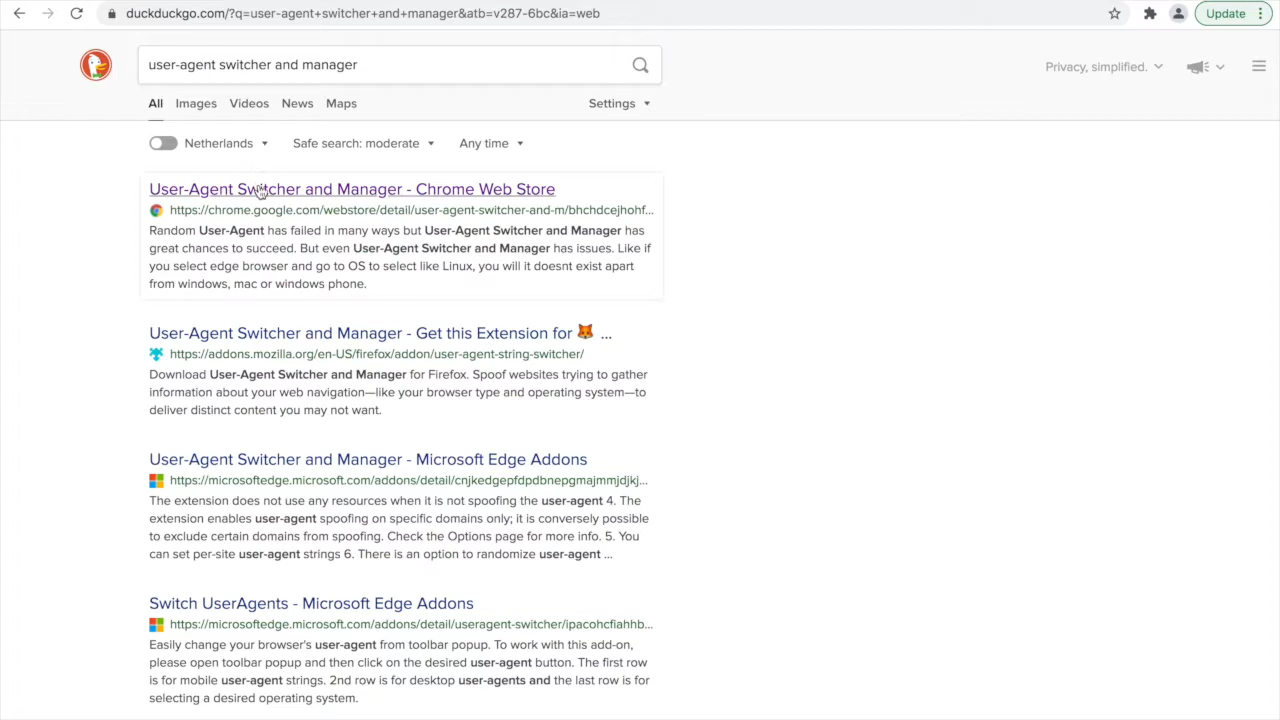 duckduckgo.com/?q=user-agent+switcher+and+manager&atb=v287-6bc&ia=web
Update
user-agent switcher and manager
Privacy, simplified.
All Images Videos News Maps Settings
Netherlands Safe search: moderate Any time
User-Agent Switcher and Manager - Chrome Web Store
https://chrome.google.com/webstore/detail/user-agent-switcher-and-m/bhchdcejhohf...
Random User-Agent has failed in many ways but User-Agent Switcher and Manager has
great chances to succeed. But even User-Agent Switcher and Manager has issues. Like if
you select edge browser and go to OS to select like Linux, you will it doesnt exist apart
from windows, mac or windows phone.
User-Agent Switcher and Manager - Get this Extension for 🦊 ...
https://addons.mozilla.org/en-US/firefox/addon/user-agent-string-switcher/
Download User-Agent Switcher and Manager for Firefox. Spoof websites trying to gather
information about your web navigation—like your browser type and operating system—to
deliver distinct content you may not want.
User-Agent Switcher and Manager - Microsoft Edge Addons
https://microsoftedge.microsoft.com/addons/detail/cnjkedgepfdpdbnepgmajmmjdjkj...
The extension does not use any resources when it is not spoofing the user-agent 4. The
extension enables user-agent spoofing on specific domains only; it is conversely possible
to exclude certain domains from spoofing. Check the Options page for more info. 5. You
can set per-site user-agent strings 6. There is an option to randomize user-agent ...
Switch UserAgents - Microsoft Edge Addons
https://microsoftedge.microsoft.com/addons/detail/useragent-switcher/ipacohcfiahhb...
Easily change your browser's user-agent from toolbar popup. To work with this add-on,
please open toolbar popup and then click on the desired user-agent button. The first row
is for mobile user-agent strings. 2nd row is for desktop user-agents and the last row is for
selecting a desired operating system.